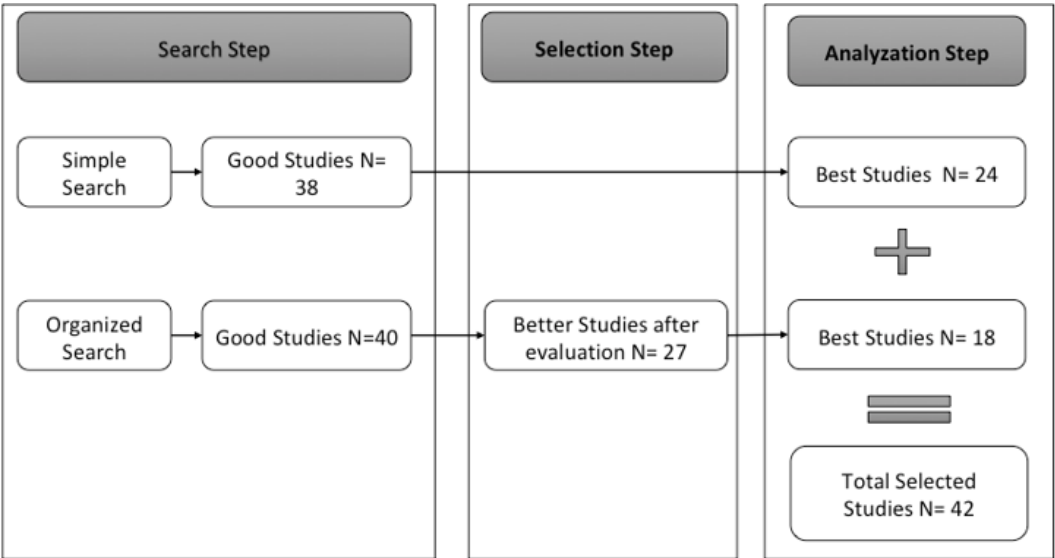 Search Step
Selection Step
Analyzation Step
Simple
Search
Good Studies N=
38
Best Studies N= 24
Organized
Search
Good Studies N=40
Better Studies after
evaluation N= 27
Best Studies N= 18
Total Selected
Studies N= 42